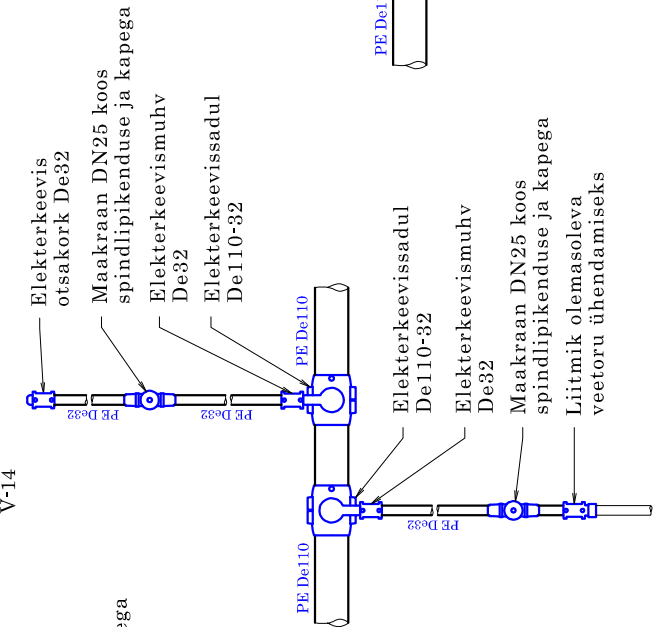 V-14
Elekterkeevis
otsakork De32
Maakraan DN25 koos
spindlipikenduse ja kapega
Elekterkeevismuhv
De32
Elekterkeevissadul
De110-32
PE De32
PE De32
PE De110
PE De110
Elekterkeevissadul
De110-32
Elekterkeevismuhv
De32
Maakraan DN25 koos
spindlipikenduse ja kapega
Liitmik olemasoleva
veetoru ühendamiseks
PE De32
PE De1
ega